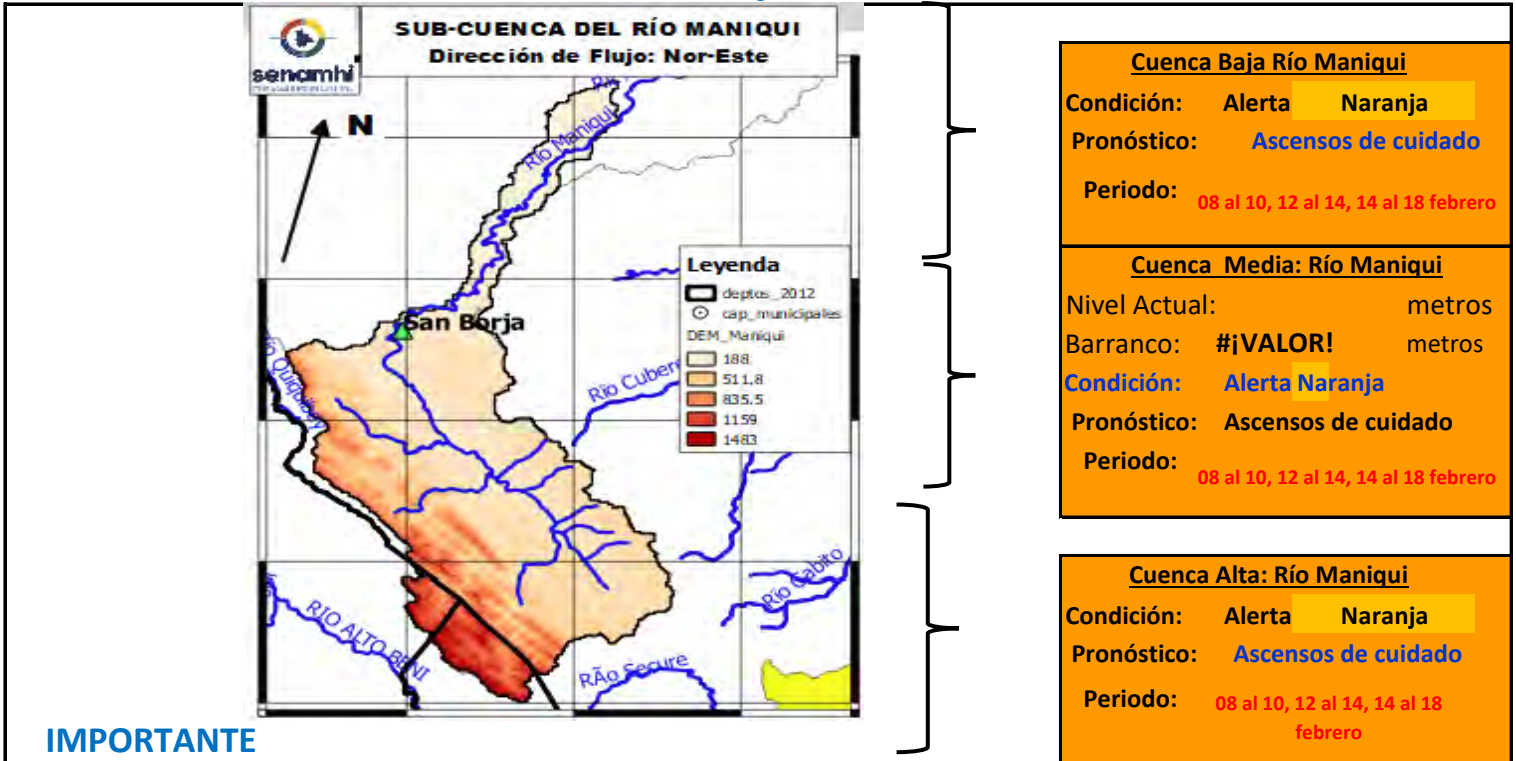 SUB-CUENCA DEL RÍO MANIQUI
Dirección de Flujo: Nor-Este
senamhi
N
Río Maniqui
San Borja
Leyenda
deptos_2012
cap_municipales
DEM_Maniqui
188
511,8
835.5
1159
1483
Río Quiquibey
Río Cubere
Río Cabito
RIO ALTO BENI
RÃo Secure
IMPORTANTE
Cuenca Baja Río Maniqui
Condición: Alerta Naranja
Pronóstico: Ascensos de cuidado
Periodo: 08 al 10, 12 al 14, 14 al 18 febrero
Cuenca Media: Río Maniqui
Nivel Actual: metros
Barranco: #¡VALOR! metros
Condición: Alerta Naranja
Pronóstico: Ascensos de cuidado
Periodo: 08 al 10, 12 al 14, 14 al 18 febrero
Cuenca Alta: Río Maniqui
Condición: Alerta Naranja
Pronóstico: Ascensos de cuidado
Periodo: 08 al 10, 12 al 14, 14 al 18
febrero